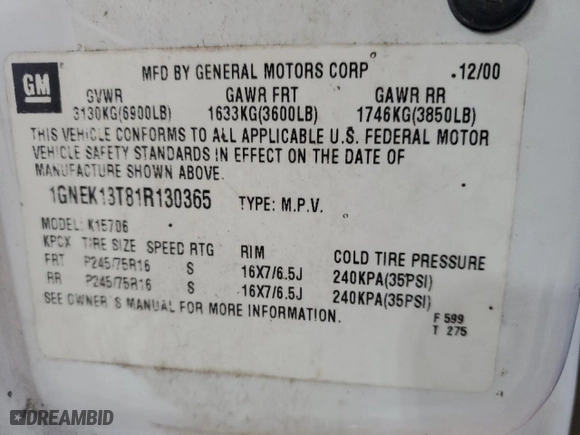 GM
MFD BY GENERAL MOTORS CORP 12/00
GVWR GAWR FRT GAWR RR
3130KG(6900LB) 1633KG(3600LB) 1746KG(3850LB)
THIS VEHICLE CONFORMS TO ALL APPLICABLE U.S. FEDERAL MOTOR
VEHICLE SAFETY STANDARDS IN EFFECT ON THE DATE OF
MANUFACTURE SHOWN ABOVE.
1GNEK13T81R130365 TYPE: M.P.V.
MODEL: K15706
KPCX TIRE SIZE SPEED RTG RIM COLD TIRE PRESSURE
FRT P245/75R16 S 16X7/6.5J 240KPA(35PSI)
RR P245/75R16 S 16X7/6.5J 240KPA(35PSI)
SEE OWNER'S MANUAL FOR MORE INFORMATION.
F 599
T 275
DREAMBID